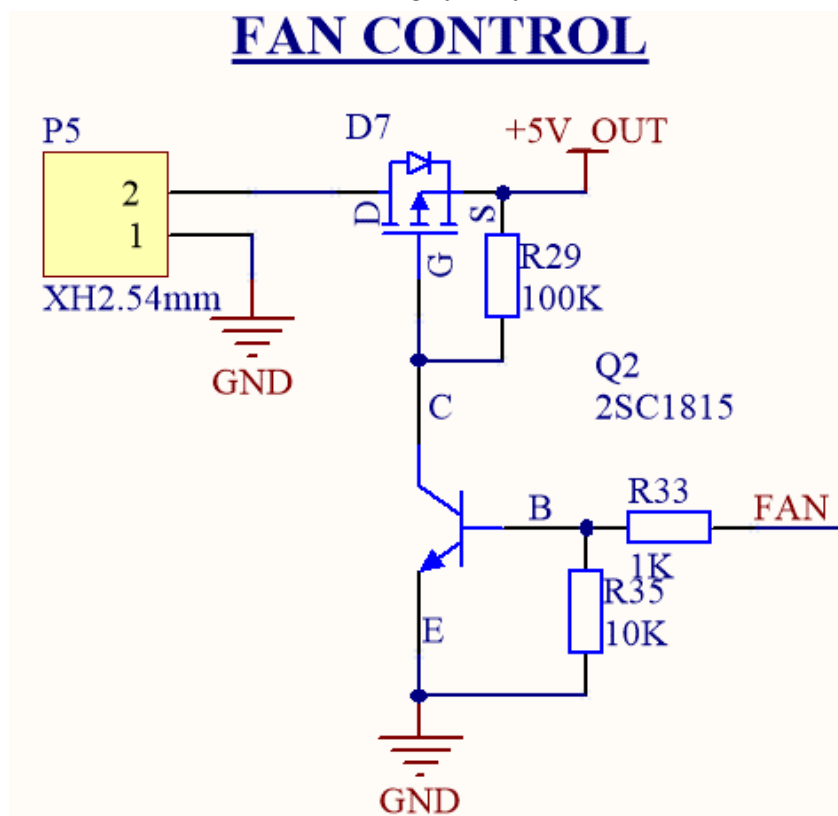 FAN CONTROL
P5
D7
+5V_OUT
2
1
D
S
G
R29
100K
XH2.54mm
GND
Q2
2SC1815
C
R33
B
FAN
1K
R35
10K
E
GND